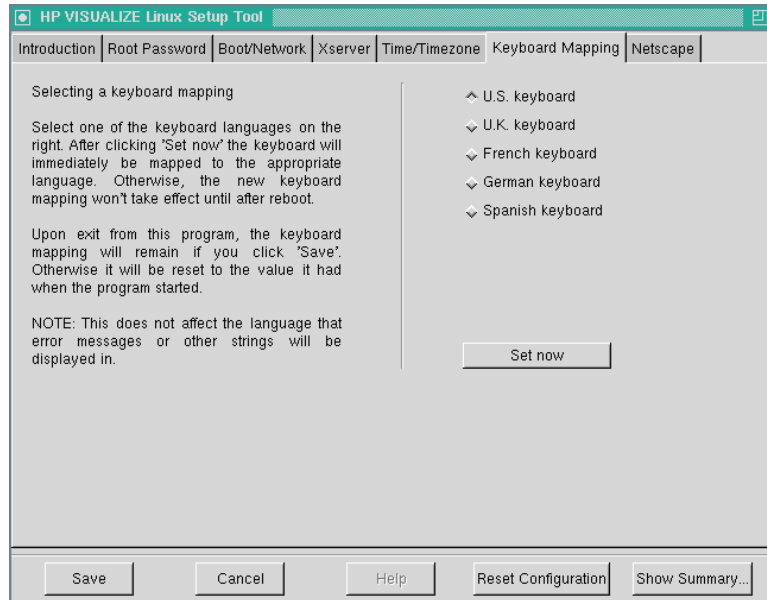 HP VISUALIZE Linux Setup Tool
Introduction Root Password Boot/Network Xserver Time/Timezone Keyboard Mapping Netscape
Selecting a keyboard mapping
Select one of the keyboard languages on the
right. After clicking 'Set now' the keyboard will
immediately be mapped to the appropriate
language. Otherwise, the new keyboard
mapping won't take effect until after reboot.
Upon exit from this program, the keyboard
mapping will remain if you click 'Save'.
Otherwise it will be reset to the value it had
when the program started.
NOTE: This does not affect the language that
error messages or other strings will be
displayed in.
U.S. keyboard
U.K. keyboard
French keyboard
German keyboard
Spanish keyboard
Set now
Save Cancel Help Reset Configuration Show Summary...